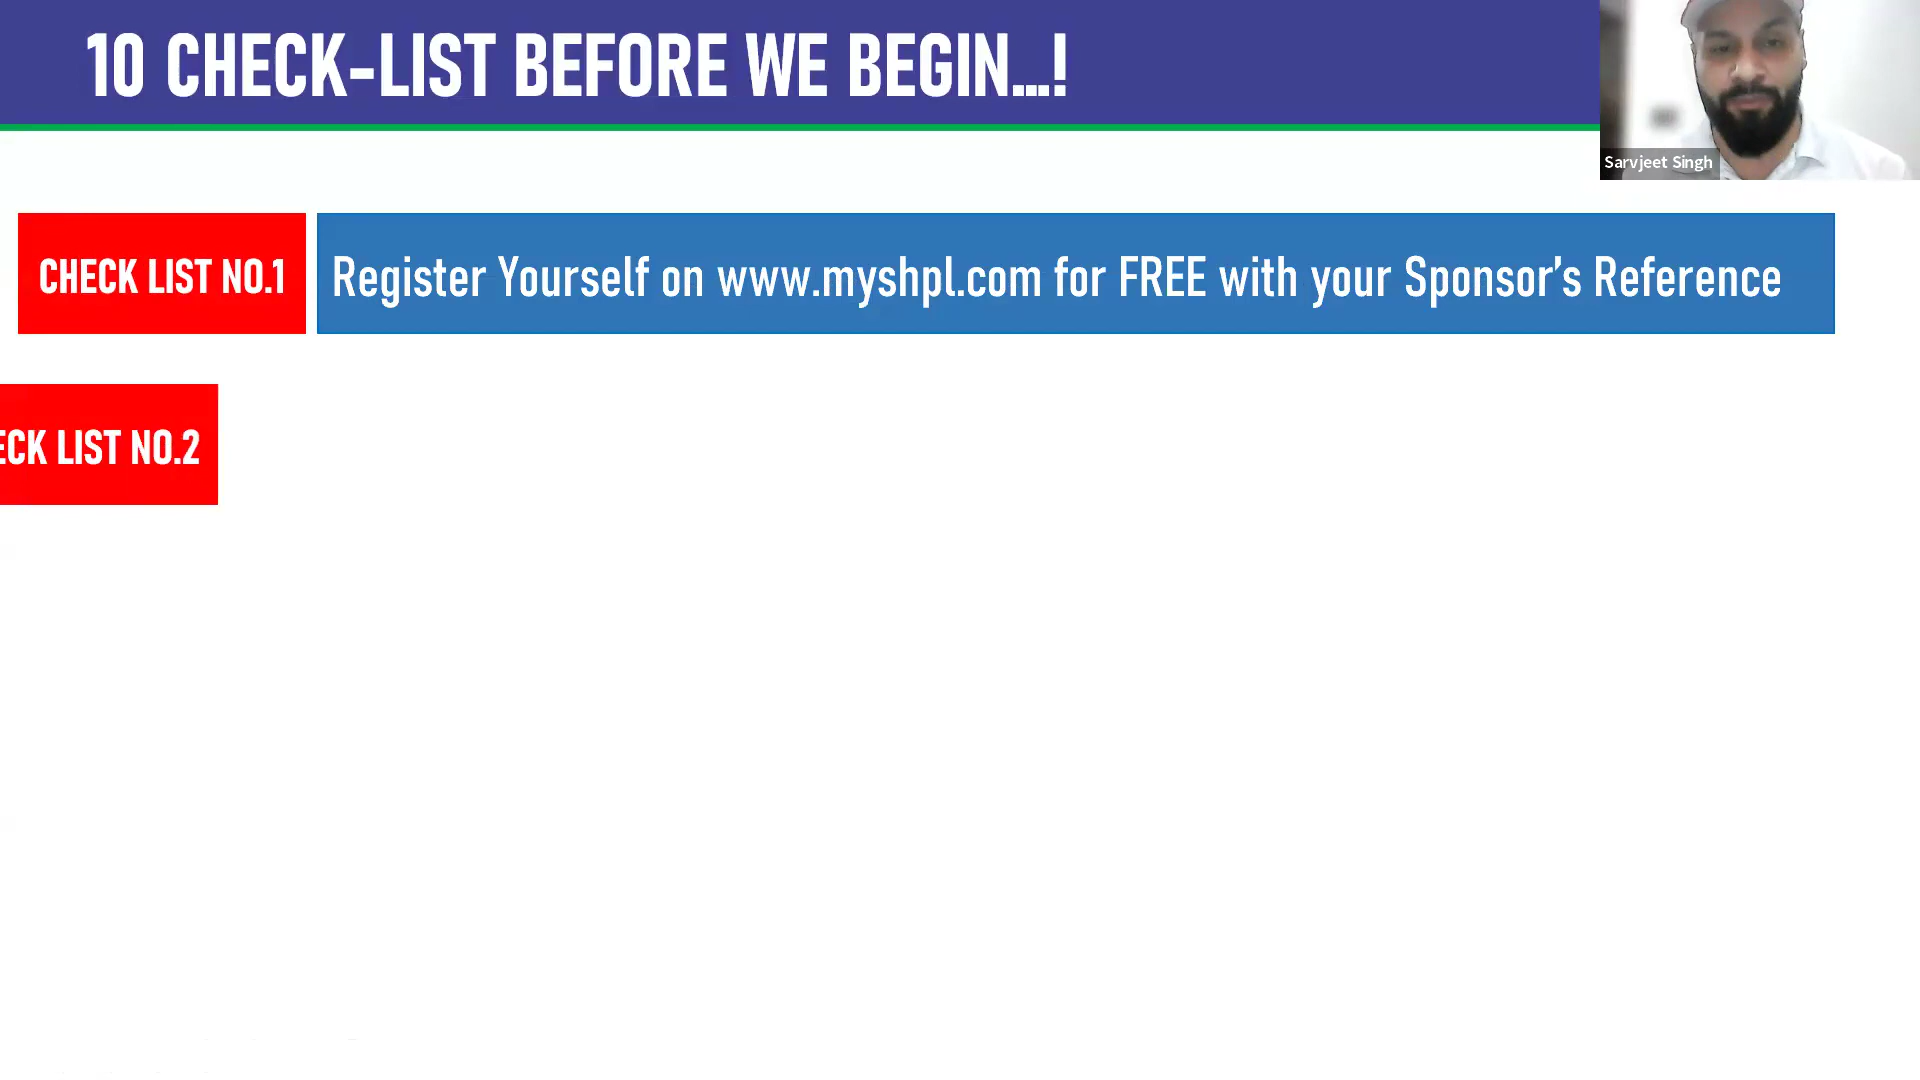 10 CHECK-LIST BEFORE WE BEGIN...!
Sarvjeet Singh
CHECK LIST NO.1
Register Yourself on www.myshpl.com for FREE with your Sponsor's Reference
ECK LIST NO.2